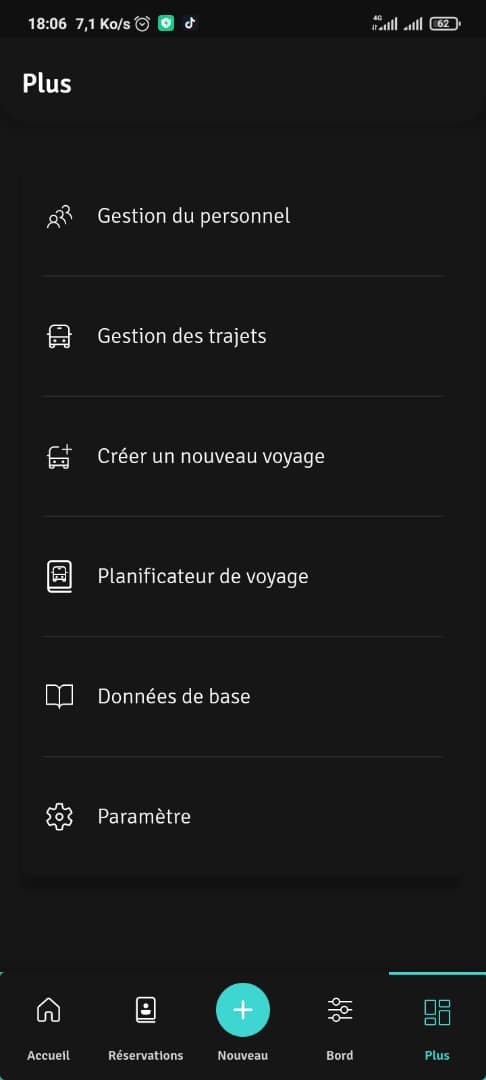 18:06 7,1 Ko/s 4G 62
Plus
Gestion du personnel
Gestion des trajets
Créer un nouveau voyage
Planificateur de voyage
Données de base
Paramètre
Accueil Réservations Nouveau Bord Plus